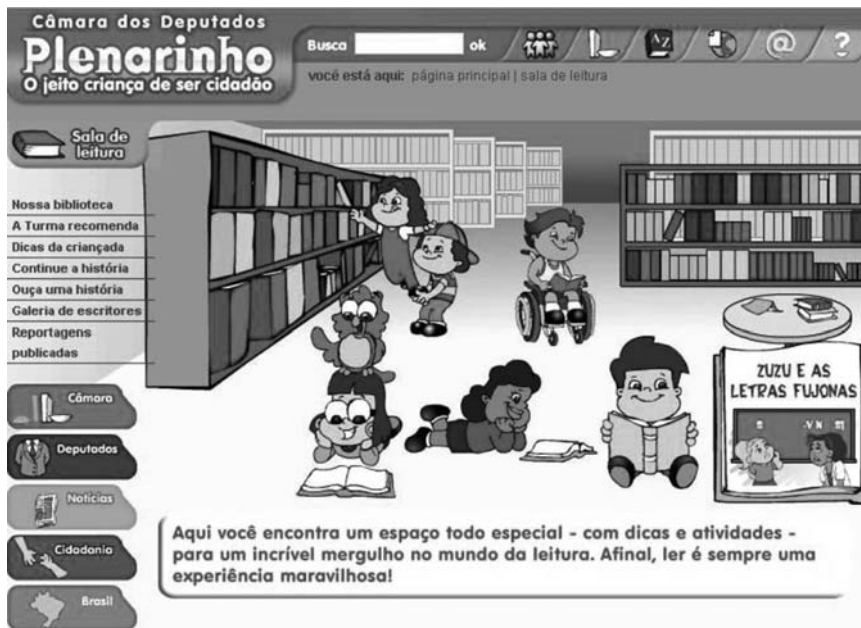 Câmara dos Deputados
Plenarinho
O jeito criança de ser cidadão
Busca ok
AZ @ ?
você está aqui: página principal | sala de leitura
Sala de
leitura
Nossa biblioteca
A Turma recomenda
Dicas da criançada
Continue a história
Ouça uma história
Galeria de escritores
Reportagens
publicadas
Câmara
Deputados
Notícias
Cidadania
Brasil
ZUZU E AS
LETRAS FUJONAS
Aqui você encontra um espaço todo especial - com dicas e atividades -
para um incrível mergulho no mundo da leitura. Afinal, ler é sempre uma
experiência maravilhosa!